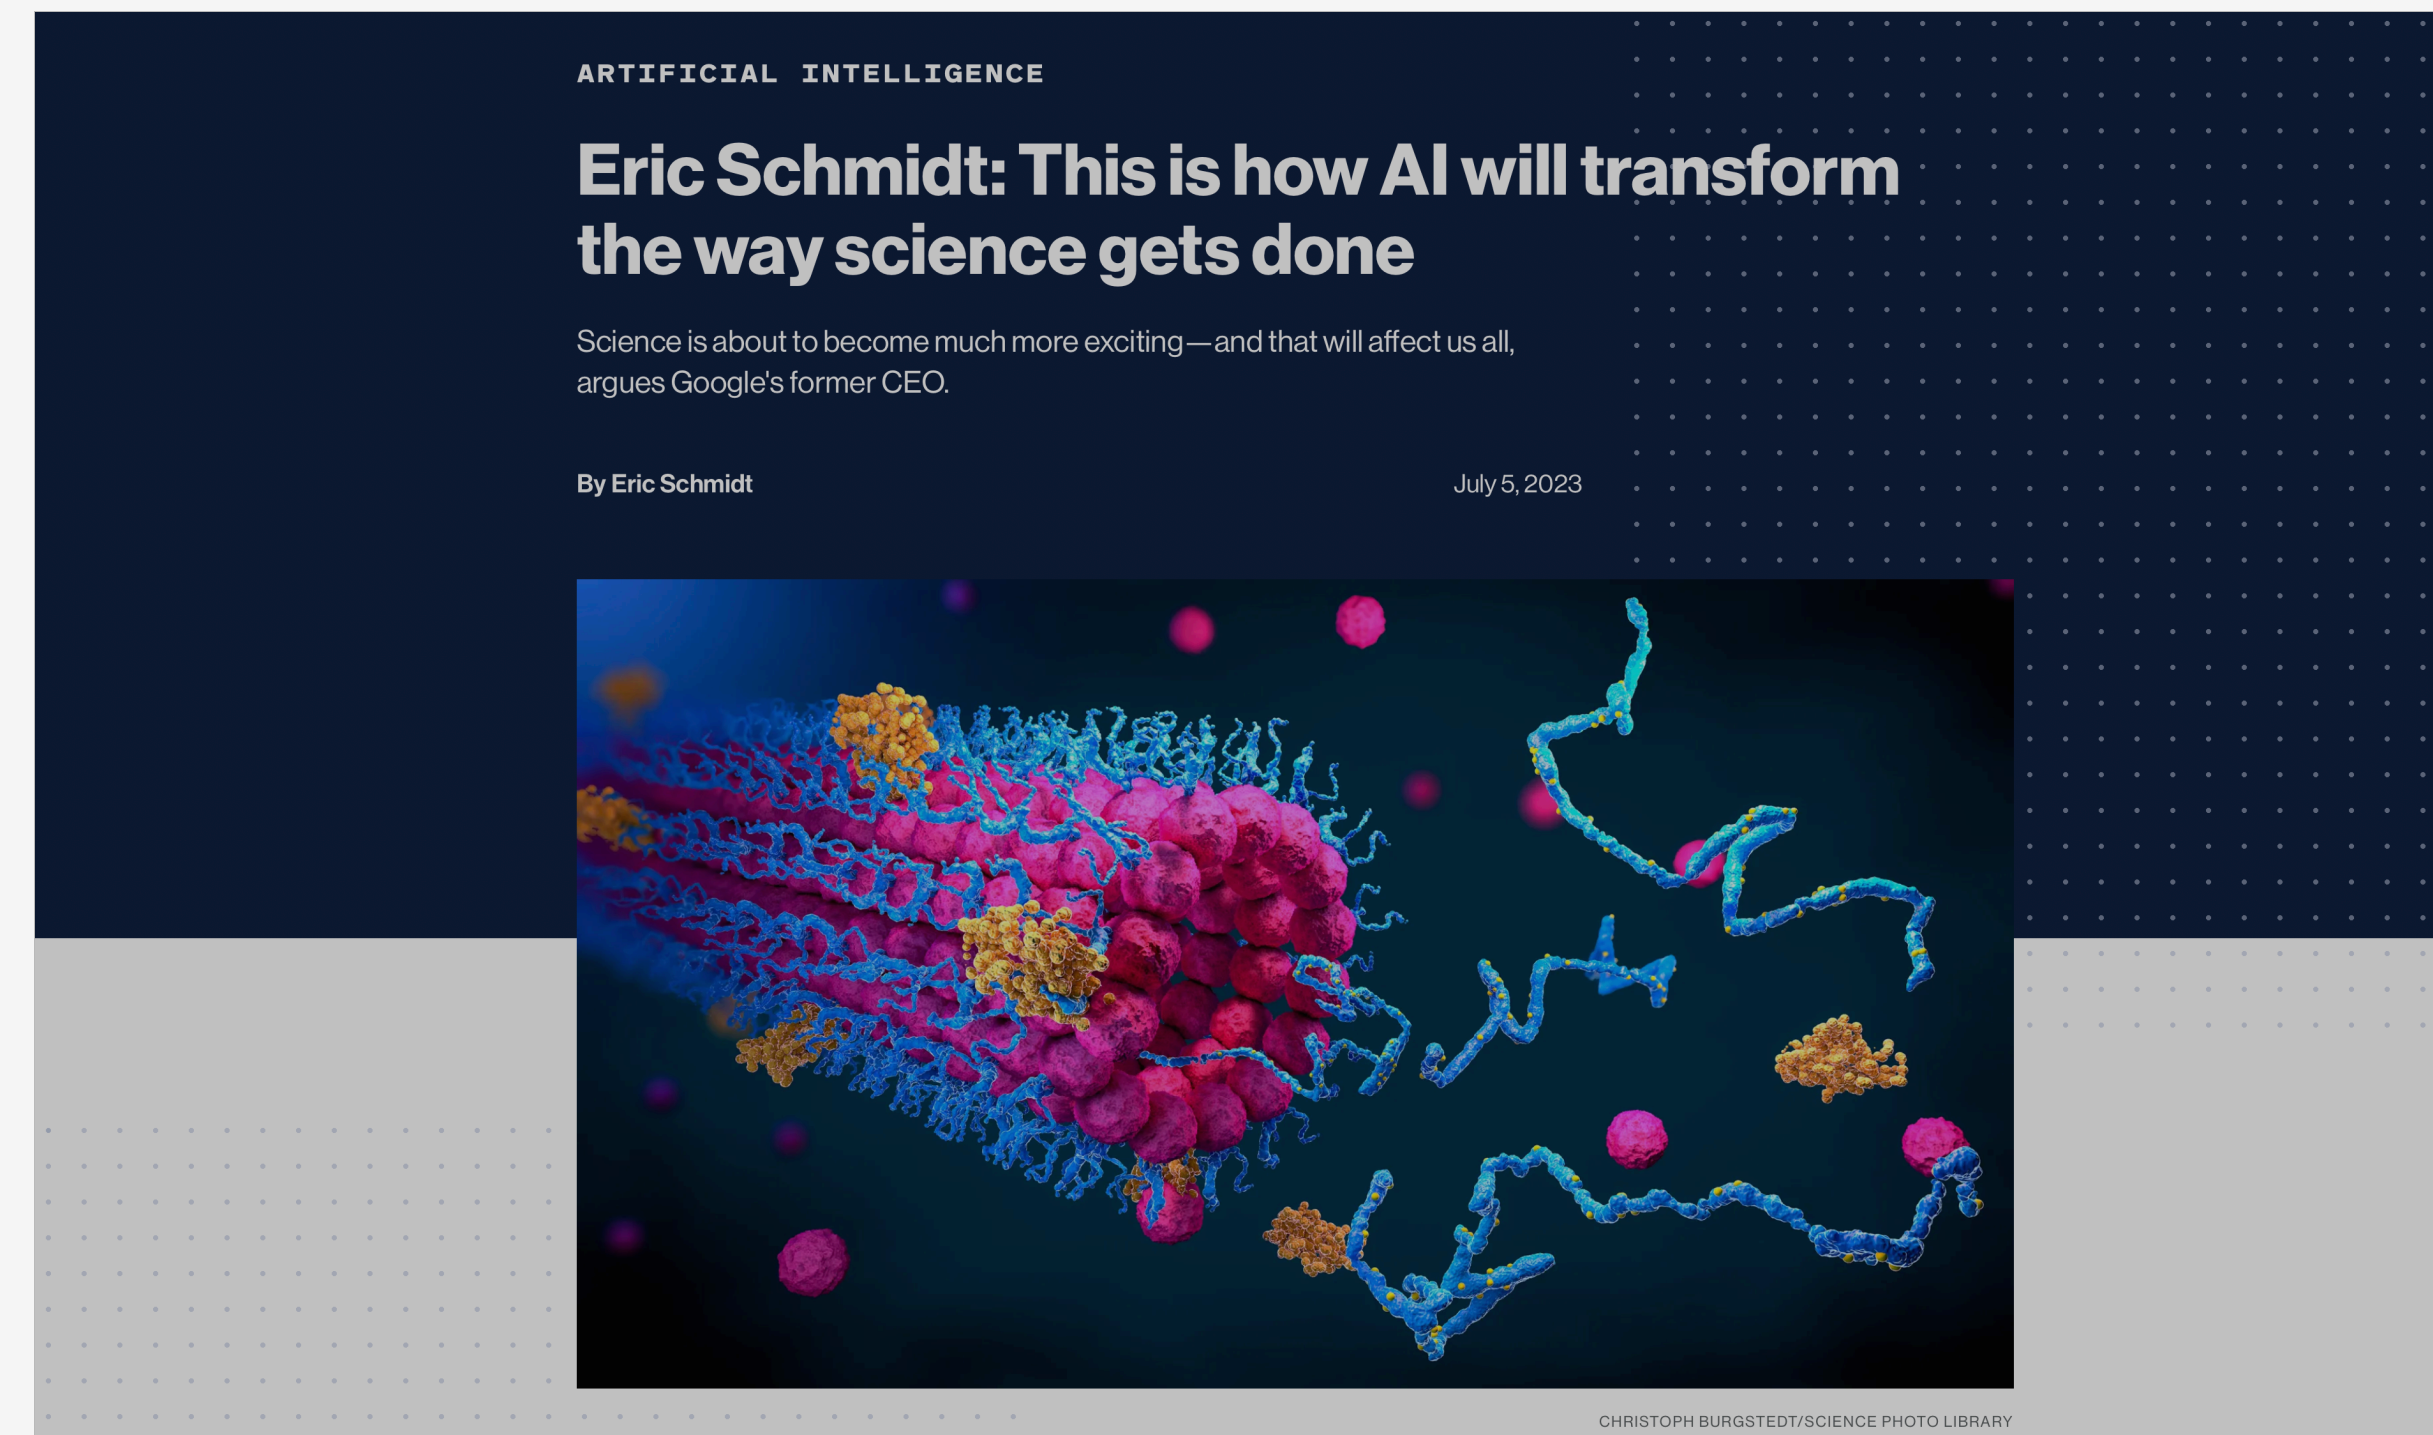 ARTIFICIAL INTELLIGENCE
Eric Schmidt: This is how AI will transform
the way science gets done
Science is about to become much more exciting—and that will affect us all,
argues Google's former CEO.
By Eric Schmidt
July 5, 2023
CHRISTOPH BURGSTEDT/SCIENCE PHOTO LIBRARY